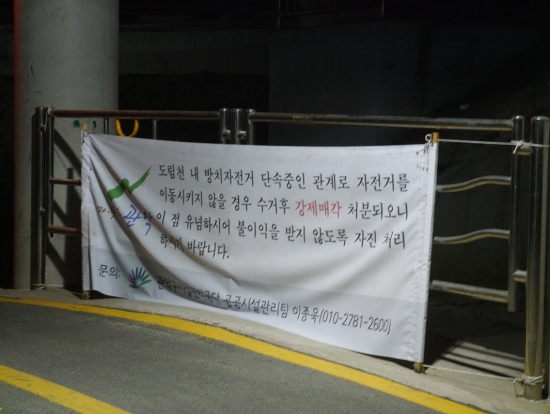 도림천 내 방치자전거 단속중인 관계로 자전거를
이동시키지 않을 경우 수거후 강제매각 처분되오니
관악 이 점 유념하시어 불이익을 받지 않도록 자진 처리
하시기 바랍니다.
문의: 공공시설관리팀 이종욱(010-2781-2600)